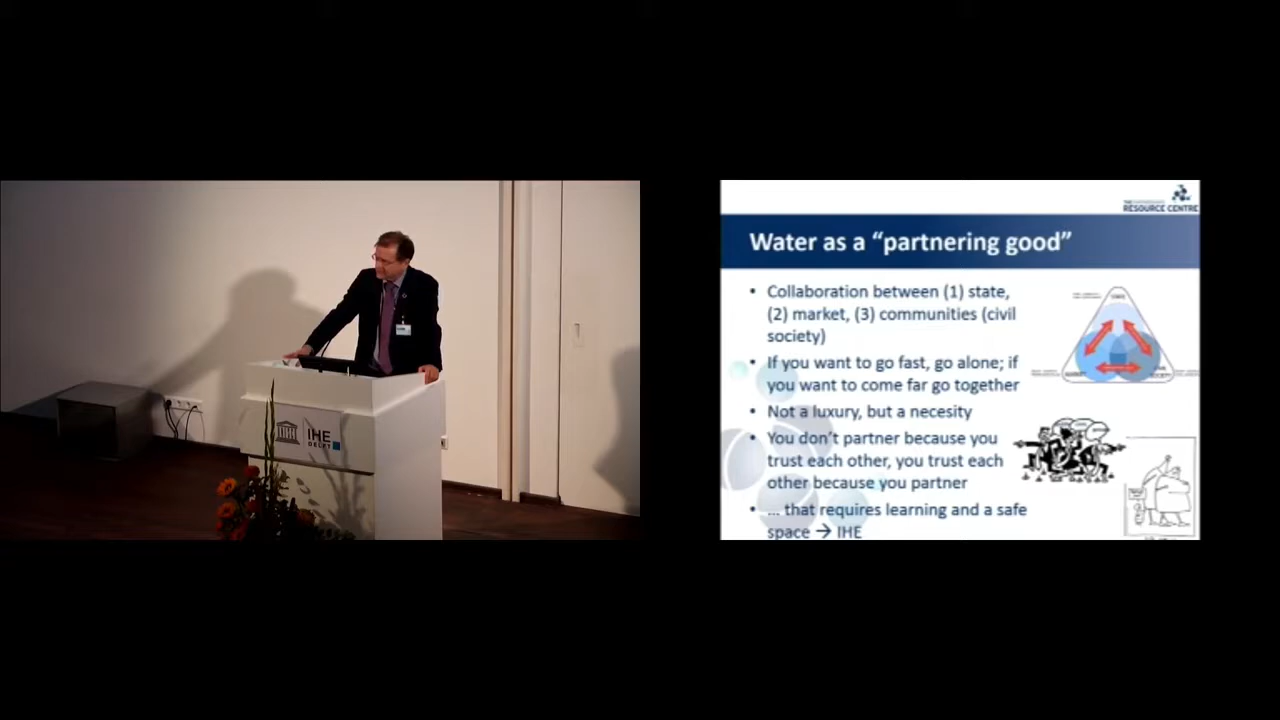 IHE
DELFT
RESOURCE CENTRE
Water as a “partnering good”
• Collaboration between (1) state,
(2) market, (3) communities (civil
society)
• If you want to go fast, go alone; if
you want to come far go together
• Not a luxury, but a necesity
• You don’t partner because you
trust each other, you trust each
other because you partner
• ... that requires learning and a safe
space → IHE
STATE
MARKET